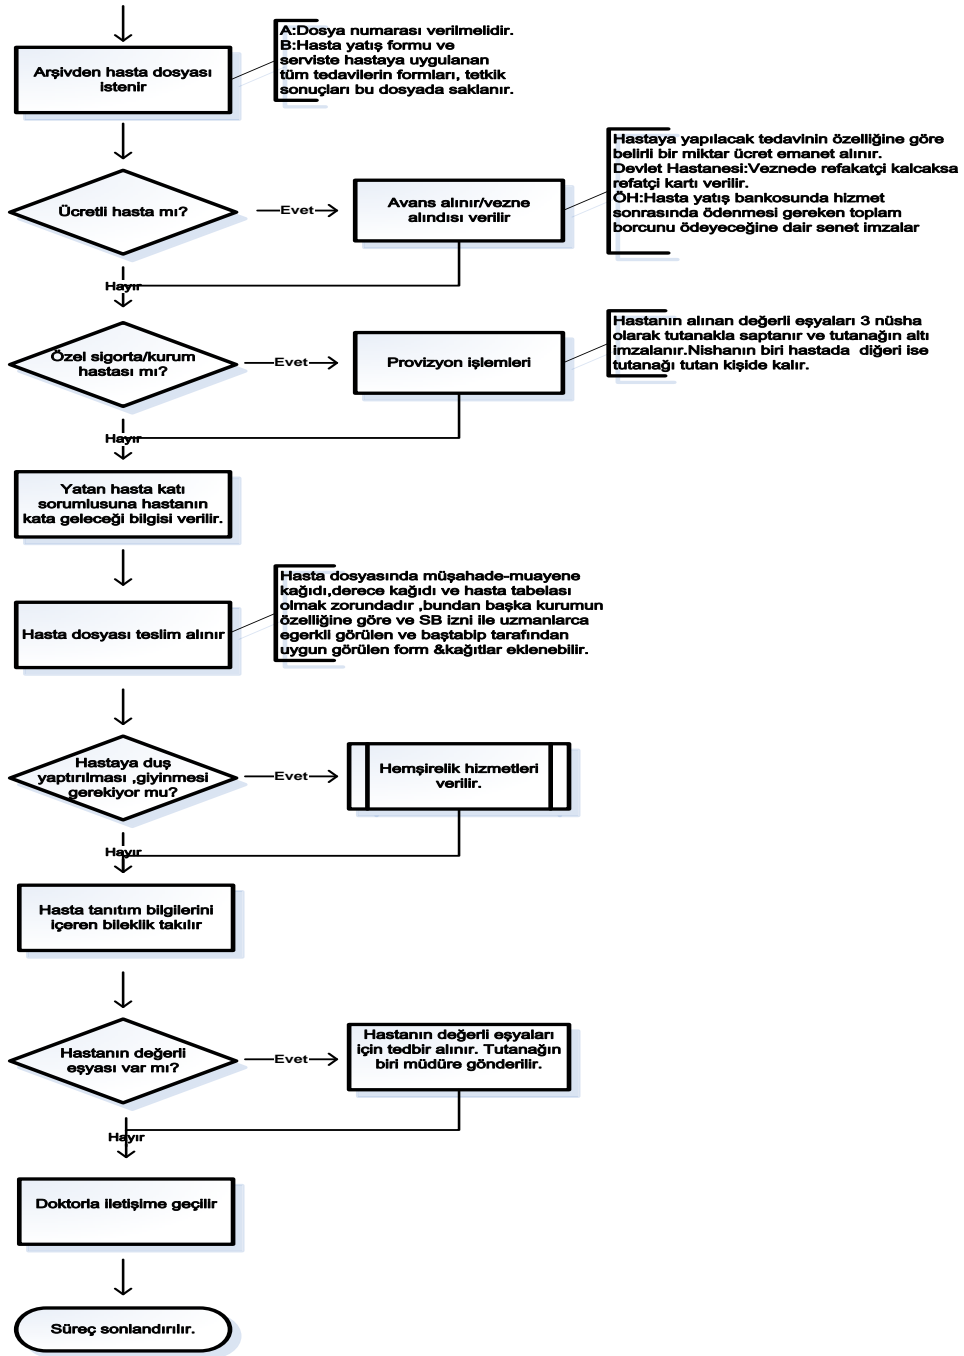 Arşivden hasta dosyası
istenir
A:Dosya numarası verilmelidir.
B:Hasta yatış formu ve
serviste hastaya uygulanan
tüm tedavilerin formları, tetkik
sonuçları bu dosyada saklanır.
Ücretli hasta mı?
Evet
Avans alınır/vezne
alındısı verilir
Hastaya yapılacak tedavinin özelliğine göre
belirli bir miktar ücret emanet alınır.
Devlet Hastanesi:Veznede refakatçi kalcaksa
refatçi kartı verilir.
ÖH:Hasta yatış bankosunda hizmet
sonrasında ödenmesi gereken toplam
borcunu ödeyeceğine dair senet imzalar
Hayır
Özel sigorta/kurum
hastası mı?
Evet
Provizyon işlemleri
Hastanın alınan değerli eşyaları 3 nüsha
olarak tutanakla saptanır ve tutanağın altı
imzalanır.Nishanın biri hastada diğeri ise
tutanağı tutan kişide kalır.
Hayır
Yatan hasta katı
sorumlusuna hastanın
kata geleceği bilgisi verilir.
Hasta dosyası teslim alınır
Hasta dosyasında müşahade-muayene
kağıdı,derece kağıdı ve hasta tabelası
olmak zorundadır ,bundan başka kurumun
özelliğine göre ve SB izni ile uzmanlarca
egerkli görülen ve baştabip tarafından
uygun görülen form &kağıtlar eklenebilir.
Hastaya duş
yaptırılması ,giyinmesi
gerekiyor mu?
Evet
Hemşirelik hizmetleri
verilir.
Hayır
Hasta tanıtım bilgilerini
içeren bileklik takılır
Hastanın değerli
eşyası var mı?
Evet
Hastanın değerli eşyaları
için tedbir alınır. Tutanağın
biri müdüre gönderilir.
Hayır
Doktorla iletişime geçilir
Süreç sonlandırılır.